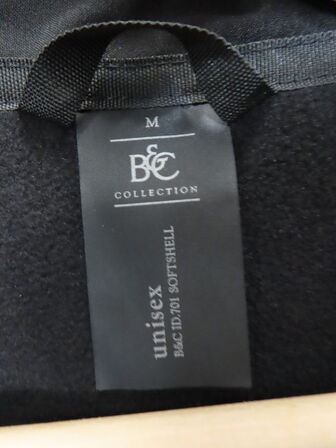 M
B&C
COLLECTION
unisex
B&C ID.701 SOFTSHELL